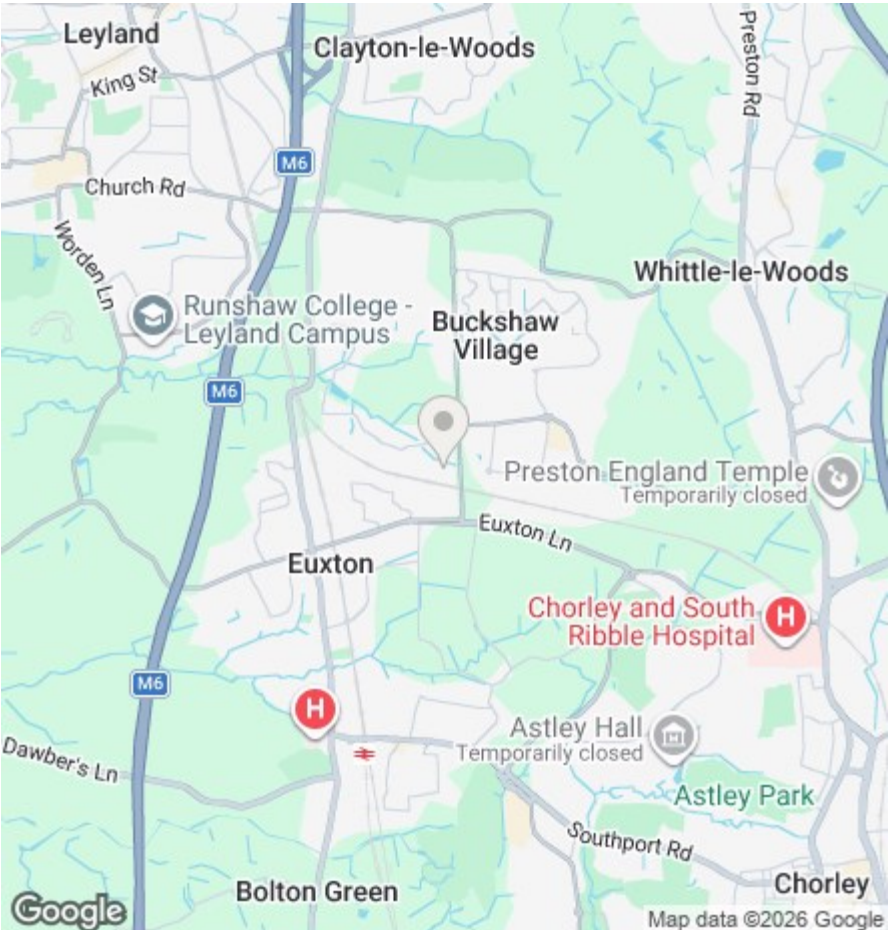 Leyland
Clayton-le-Woods
King St
Preston Rd
M6
Church Rd
Worden Ln
Whittle-le-Woods
Runshaw College -
Leyland Campus
Buckshaw
Village
M6
Preston England Temple
Temporarily closed
Euxton Ln
Euxton
Chorley and South
Ribble Hospital
H
M6
H
Astley Hall
Temporarily closed
Dawber's Ln
Astley Park
Southport Rd
Bolton Green
Chorley
Google
Map data ©2026 Google